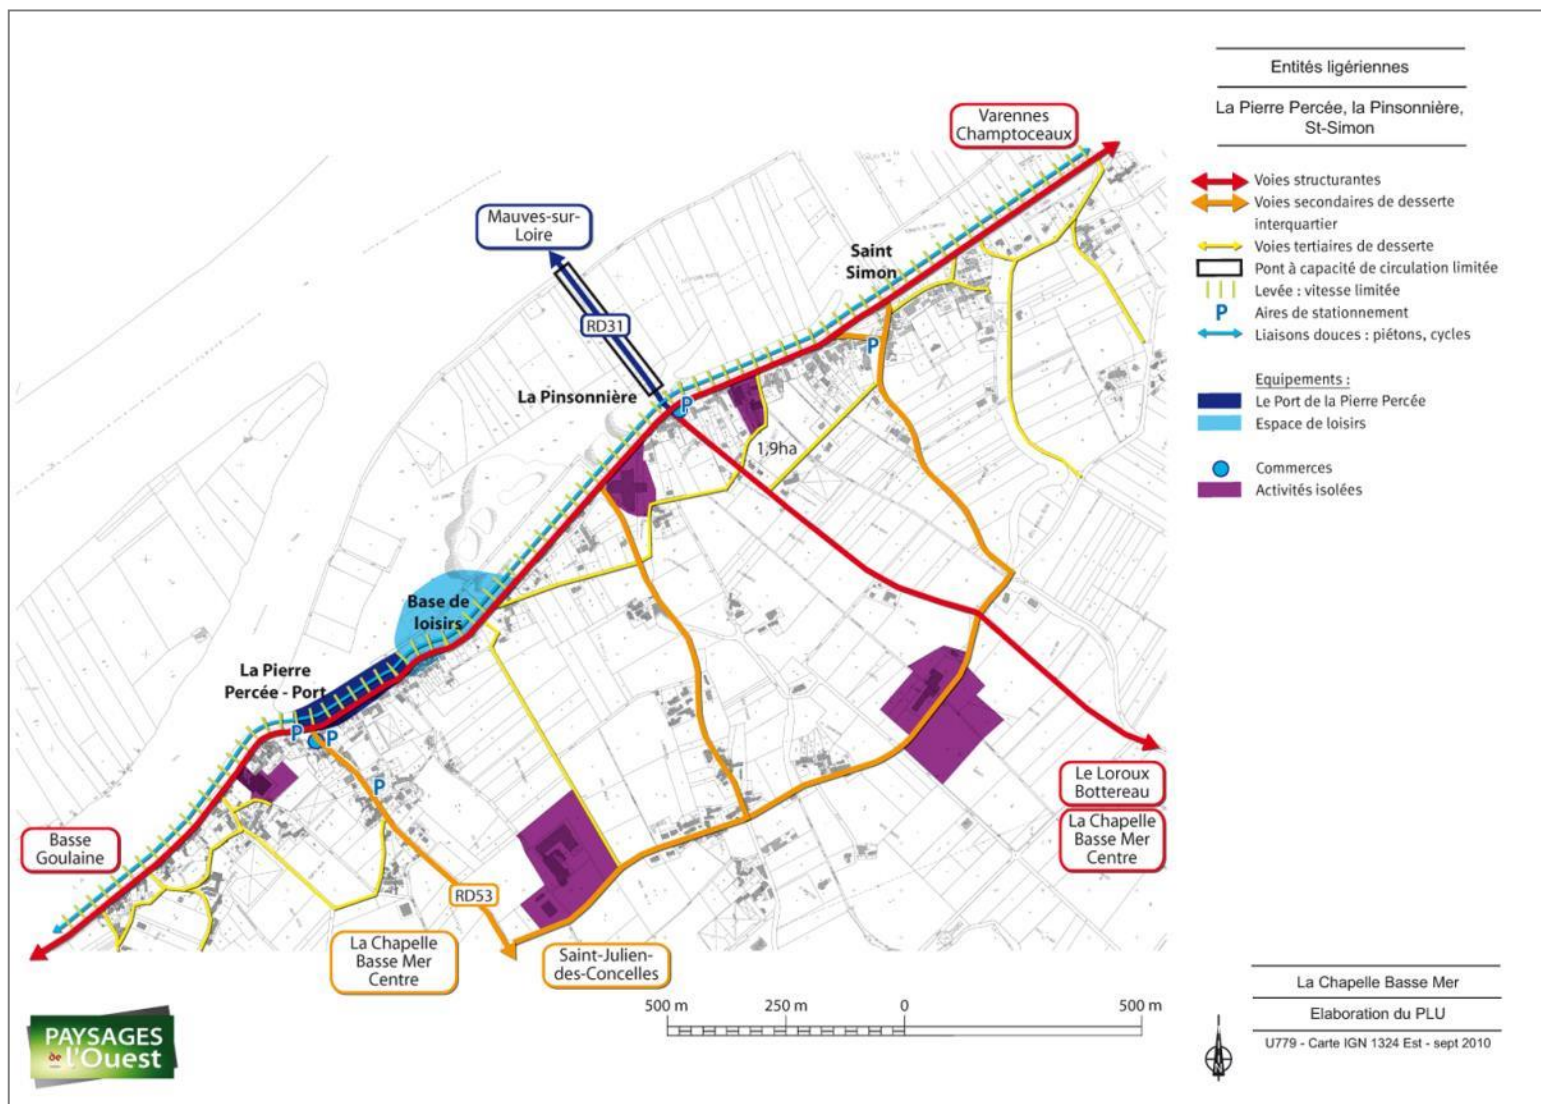 Entités ligériennes
La Pierre Percée, la Pinsonnière,
St-Simon
Varennes
Champtoceaux
Voies structurantes
Voies secondaires de desserte
interquartier
Voies tertiaires de desserte
Pont à capacité de circulation limitée
Levée : vitesse limitée
P
Aires de stationnement
Liaisons douces : piétons, cycles
Equipements :
Le Port de la Pierre Percée
Espace de loisirs
Commerces
Activités isolées
Mauves-sur-
Loire
Saint
Simon
RD31
P
La Pinsonnière
P
1,9ha
Base de
loisirs
La Pierre
Percée - Port
P
P
P
Le Loroux
Bottereau
La Chapelle
Basse Mer
Centre
Basse
Goulaine
RD53
La Chapelle
Basse Mer
Centre
Saint-Julien-
des-Concelles
500 m
250 m
0
500 m
La Chapelle Basse Mer
Elaboration du PLU
U779 - Carte IGN 1324 Est - sept 2010
PAYSAGES
de l'Ouest